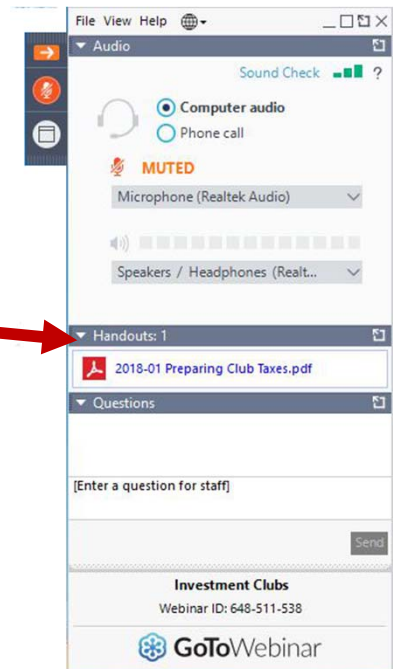 File View Help
Audio
Sound Check ?
Computer audio
Phone call
MUTED
Microphone (Realtek Audio)
Speakers / Headphones (Realt...
Handouts: 1
2018-01 Preparing Club Taxes.pdf
Questions
[Enter a question for staff]
Send
Investment Clubs
Webinar ID: 648-511-538
GoToWebinar